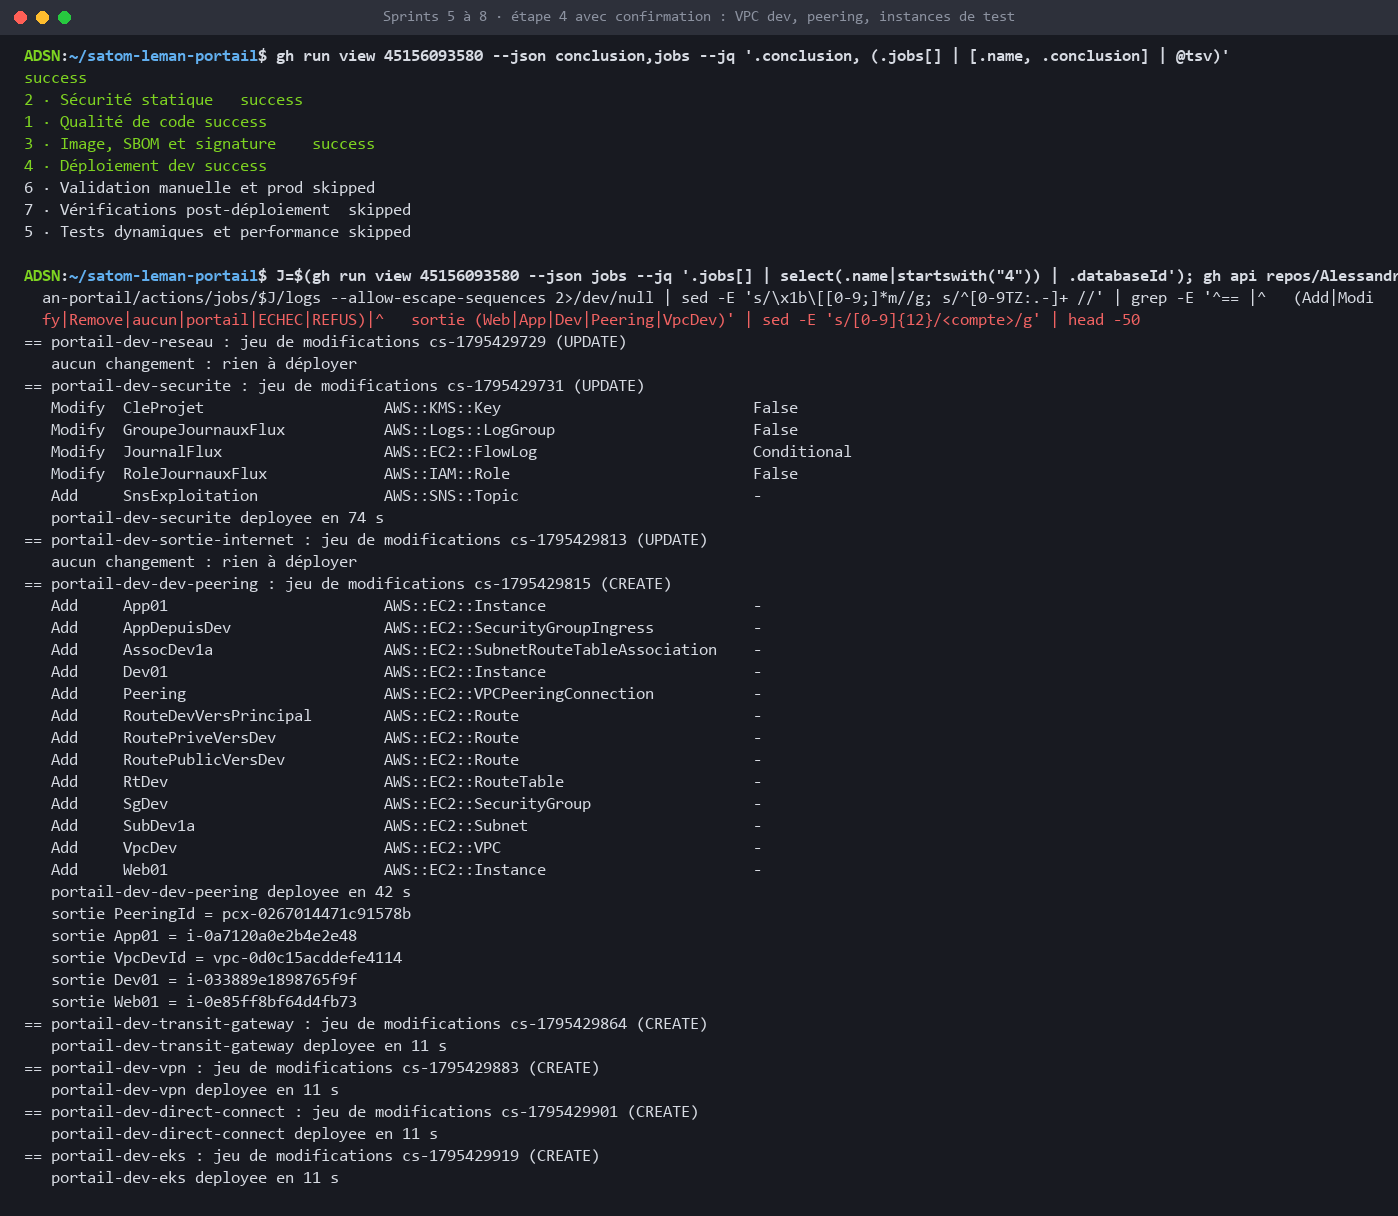 Sprints 5 à 8 · étape 4 avec confirmation : VPC dev, peering, instances de test
ADSN:~/satom-leman-portail$ gh run view 45156093580 --json conclusion,jobs --jq '.conclusion, (.jobs[] | [.name, .conclusion] | @tsv)'
success
2 · Sécurité statique   success
1 · Qualité de code success
3 · Image, SBOM et signature    success
4 · Déploiement dev success
6 · Validation manuelle et prod skipped
7 · Vérifications post-déploiement  skipped
5 · Tests dynamiques et performance skipped
ADSN:~/satom-leman-portail$ J=$(gh run view 45156093580 --json jobs --jq '.jobs[] | select(.name|startswith("4")) | .databaseId'); gh api repos/Alessandr
an-portail/actions/jobs/$J/logs --allow-escape-sequences 2>/dev/null | sed -E 's/\x1b\[[0-9;]*m//g; s/^[0-9TZ:.-]+ //' | grep -E '^== |^   (Add|Modi
fy|Remove|aucun|portail|ECHEC|REFUS)|^   sortie (Web|App|Dev|Peering|VpcDev)' | sed -E 's/[0-9]{12}/<compte>/g' | head -50
== portail-dev-reseau : jeu de modifications cs-1795429729 (UPDATE)
   aucun changement : rien à déployer
== portail-dev-securite : jeu de modifications cs-1795429731 (UPDATE)
   Modify  CleProjet                    AWS::KMS::Key                            False
   Modify  GroupeJournauxFlux           AWS::Logs::LogGroup                      False
   Modify  JournalFlux                  AWS::EC2::FlowLog                        Conditional
   Modify  RoleJournauxFlux             AWS::IAM::Role                           False
   Add     SnsExploitation              AWS::SNS::Topic                          -
   portail-dev-securite deployee en 74 s
== portail-dev-sortie-internet : jeu de modifications cs-1795429813 (UPDATE)
   aucun changement : rien à déployer
== portail-dev-dev-peering : jeu de modifications cs-1795429815 (CREATE)
   Add     App01                        AWS::EC2::Instance                       -
   Add     AppDepuisDev                 AWS::EC2::SecurityGroupIngress           -
   Add     AssocDev1a                   AWS::EC2::SubnetRouteTableAssociation    -
   Add     Dev01                        AWS::EC2::Instance                       -
   Add     Peering                      AWS::EC2::VPCPeeringConnection           -
   Add     RouteDevVersPrincipal        AWS::EC2::Route                          -
   Add     RoutePriveVersDev            AWS::EC2::Route                          -
   Add     RoutePublicVersDev           AWS::EC2::Route                          -
   Add     RtDev                        AWS::EC2::RouteTable                     -
   Add     SgDev                        AWS::EC2::SecurityGroup                  -
   Add     SubDev1a                     AWS::EC2::Subnet                         -
   Add     VpcDev                       AWS::EC2::VPC                            -
   Add     Web01                        AWS::EC2::Instance                       -
   portail-dev-dev-peering deployee en 42 s
   sortie PeeringId = pcx-0267014471c91578b
   sortie App01 = i-0a7120a0e2b4e2e48
   sortie VpcDevId = vpc-0d0c15acddefe4114
   sortie Dev01 = i-033889e1898765f9f
   sortie Web01 = i-0e85ff8bf64d4fb73
== portail-dev-transit-gateway : jeu de modifications cs-1795429864 (CREATE)
   portail-dev-transit-gateway deployee en 11 s
== portail-dev-vpn : jeu de modifications cs-1795429883 (CREATE)
   portail-dev-vpn deployee en 11 s
== portail-dev-direct-connect : jeu de modifications cs-1795429901 (CREATE)
   portail-dev-direct-connect deployee en 11 s
== portail-dev-eks : jeu de modifications cs-1795429919 (CREATE)
   portail-dev-eks deployee en 11 s